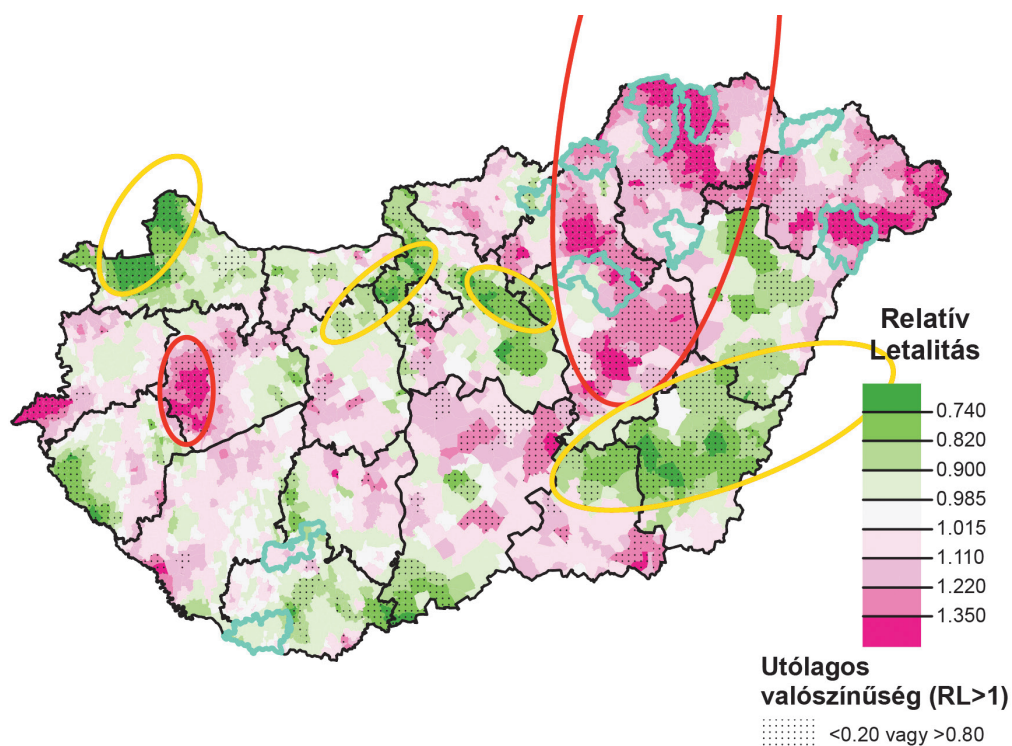 Relatív
Letalitás
0.740
0.820
0.900
0.985
1.015
1.110
1.220
1.350
Utólagos
valószínűség (RL>1)
<0.20 vagy >0.80